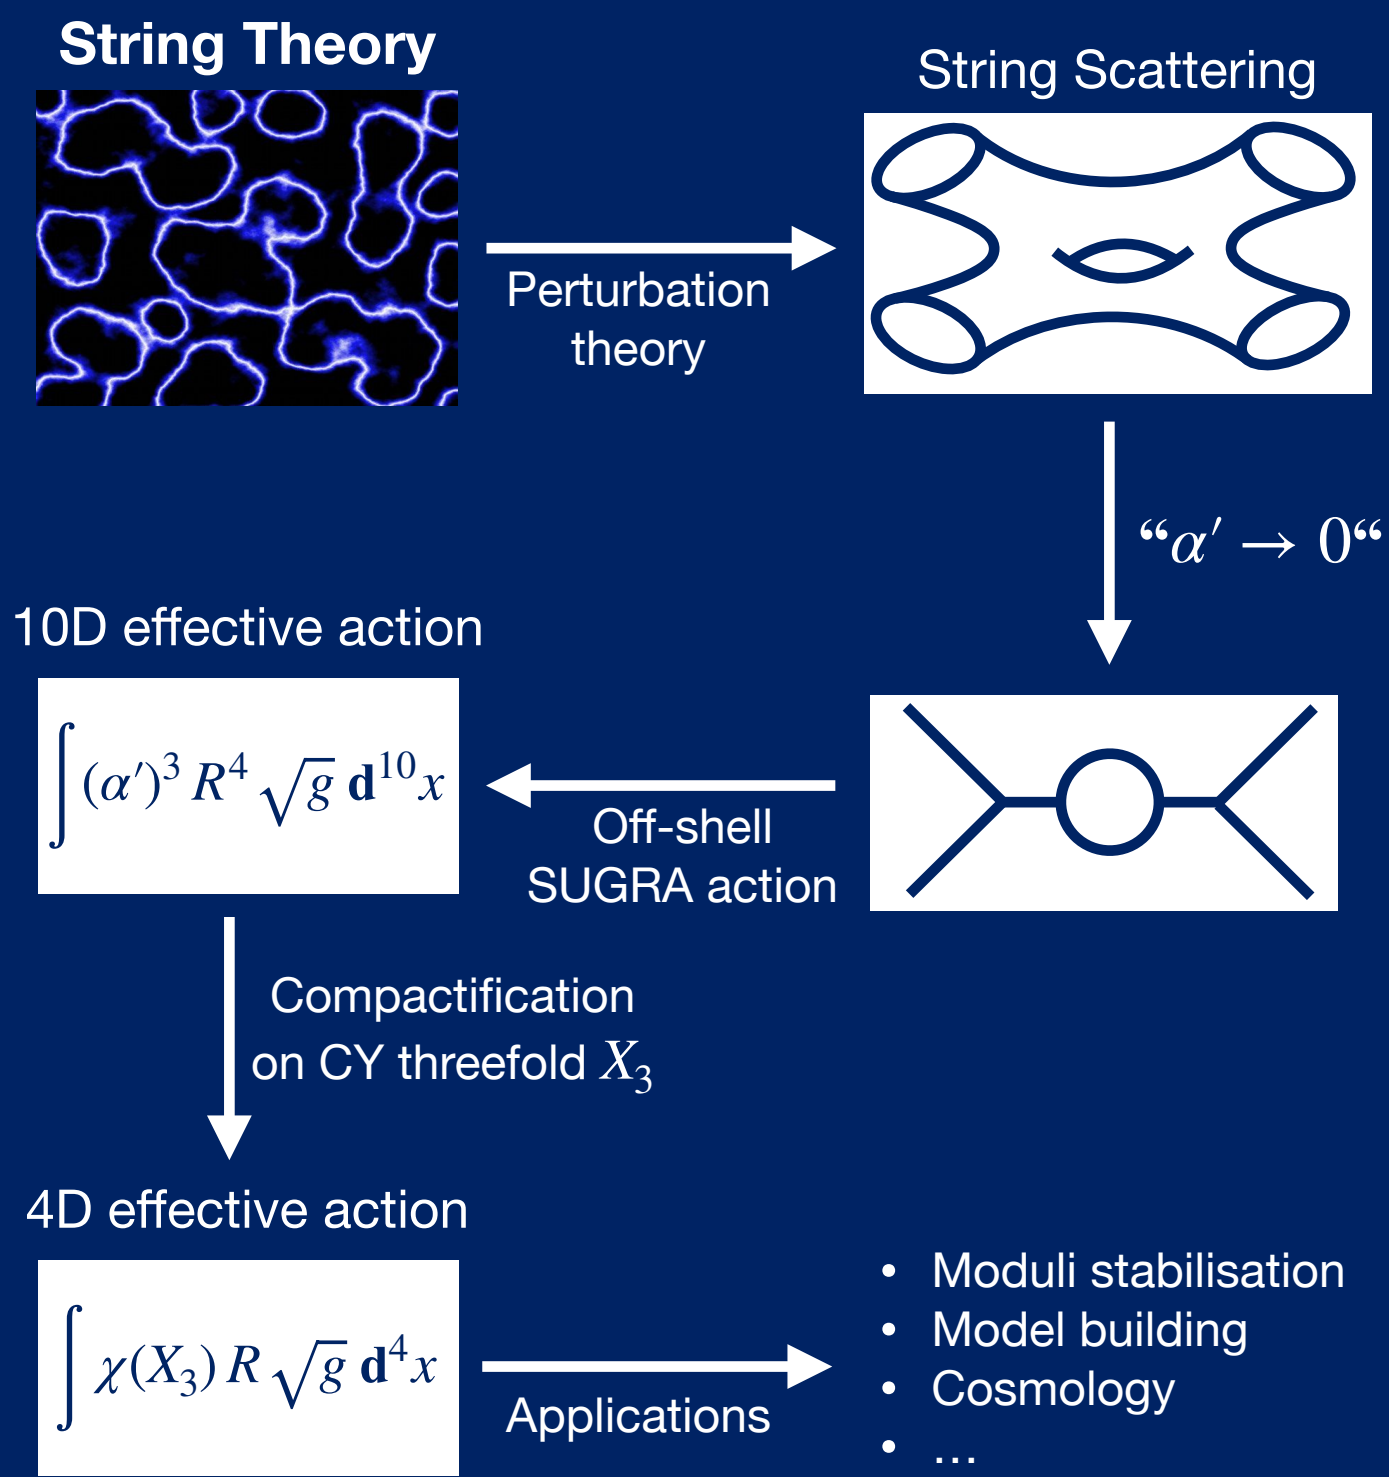 String Theory
String Scattering
Perturbation
theory
“α′ → 0“
10D effective action
∫ (α′)³ R⁴ √g d¹⁰x
Off-shell
SUGRA action
Compactification
on CY threefold X₃
4D effective action
∫ χ(X₃) R √g d⁴x
Applications
• Moduli stabilisation
• Model building
• Cosmology
• …